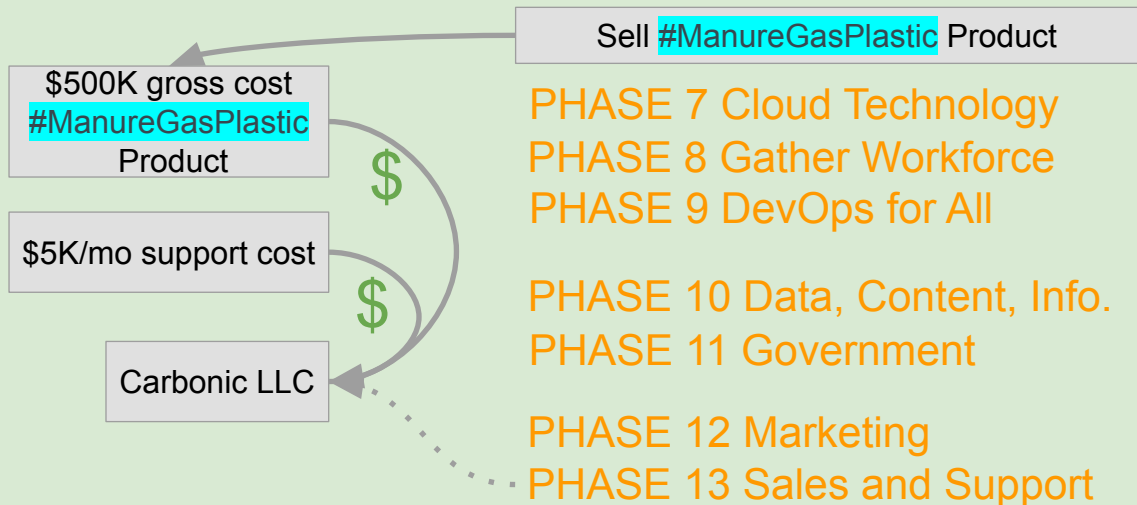 Sell #ManureGasPlastic Product
$500K gross cost
#ManureGasPlastic
Product
$
$5K/mo support cost
$
Carbonic LLC
PHASE 7 Cloud Technology
PHASE 8 Gather Workforce
PHASE 9 DevOps for All
PHASE 10 Data, Content, Info.
PHASE 11 Government
PHASE 12 Marketing
PHASE 13 Sales and Support